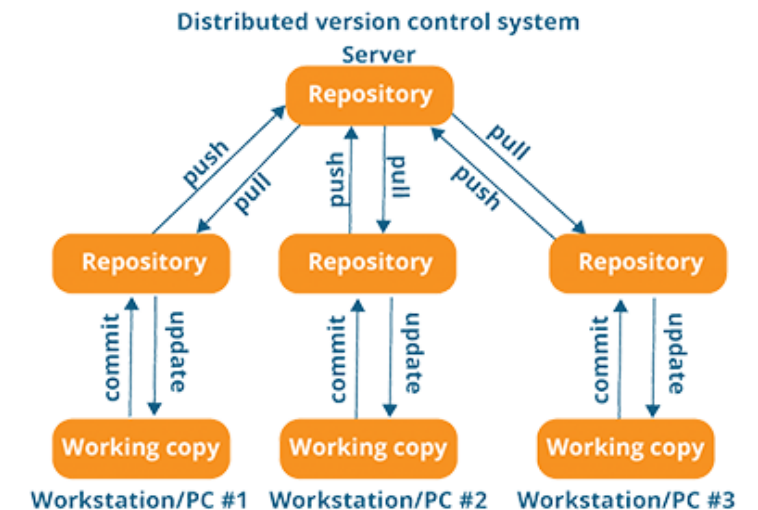 Distributed version control system
Server
Repository
push
pull
push
pull
push
pull
Repository
Repository
Repository
commit
update
commit
update
commit
update
Working copy
Working copy
Working copy
Workstation/PC #1
Workstation/PC #2
Workstation/PC #3